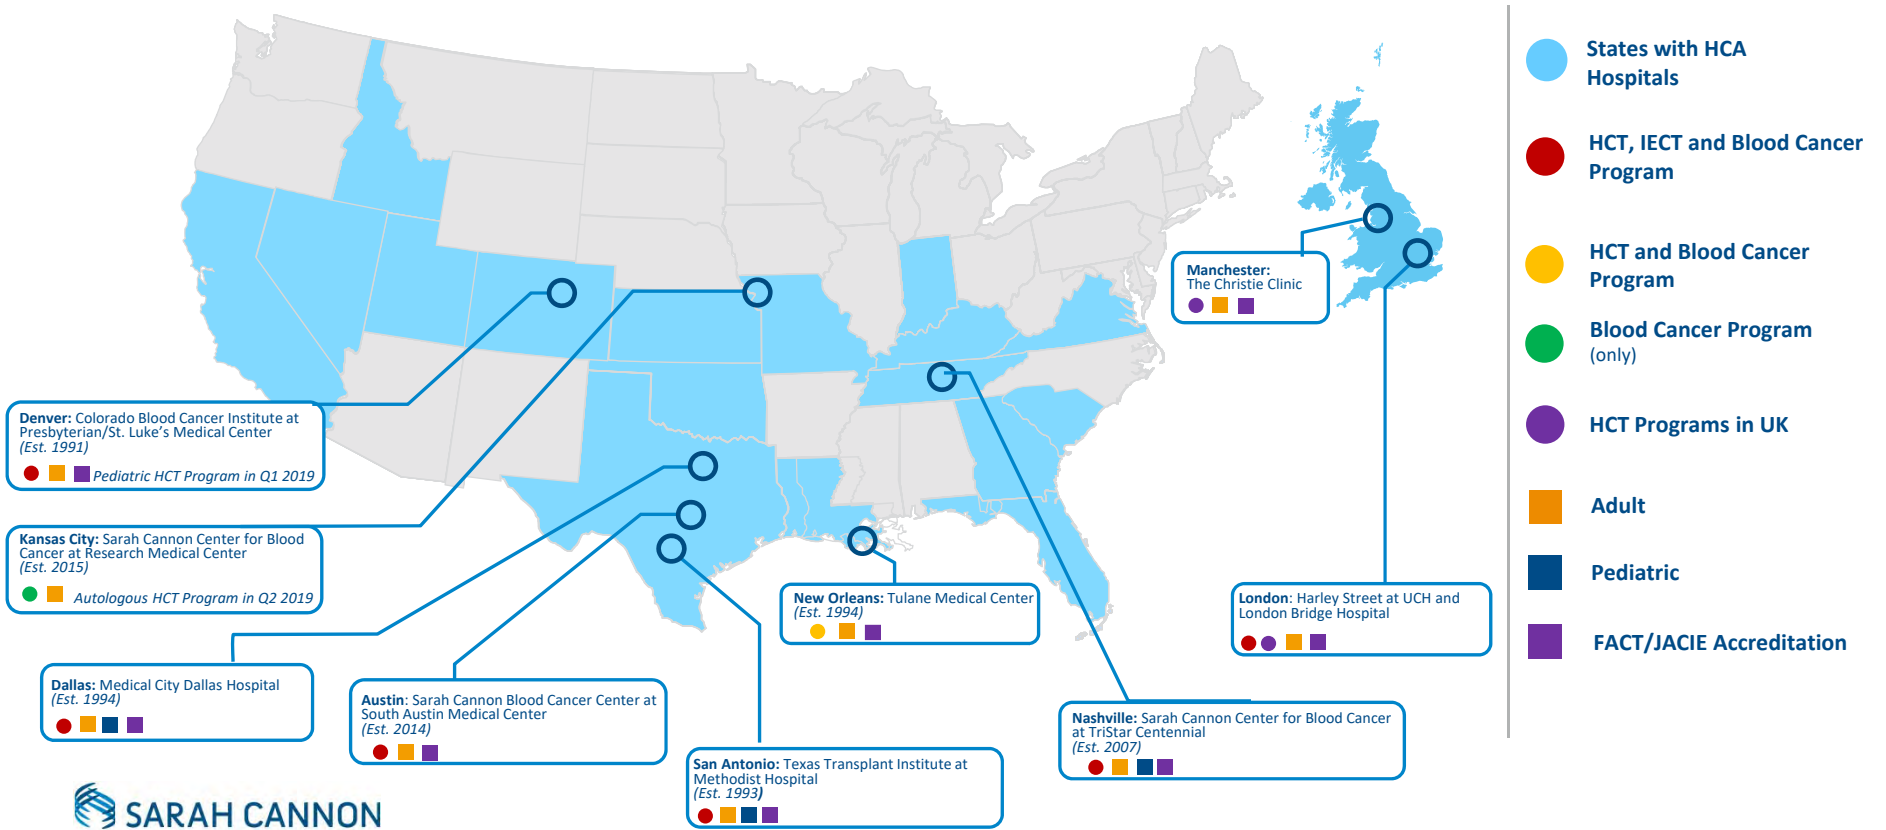 States with HCA
Hospitals
HCT, IECT and Blood Cancer
Program
HCT and Blood Cancer
Program
Blood Cancer Program
(only)
HCT Programs in UK
Adult
Pediatric
FACT/JACIE Accreditation
Manchester:
The Christie Clinic
Denver: Colorado Blood Cancer Institute at
Presbyterian/St. Luke's Medical Center
(Est. 1991)
Pediatric HCT Program in Q1 2019
Kansas City: Sarah Cannon Center for Blood
Cancer at Research Medical Center
(Est. 2015)
Autologous HCT Program in Q2 2019
New Orleans: Tulane Medical Center
(Est. 1994)
London: Harley Street at UCH and
London Bridge Hospital
Dallas: Medical City Dallas Hospital
(Est. 1994)
Austin: Sarah Cannon Blood Cancer Center at
South Austin Medical Center
(Est. 2014)
San Antonio: Texas Transplant Institute at
Methodist Hospital
(Est. 1993)
Nashville: Sarah Cannon Center for Blood Cancer
at TriStar Centennial
(Est. 2007)
SARAH CANNON